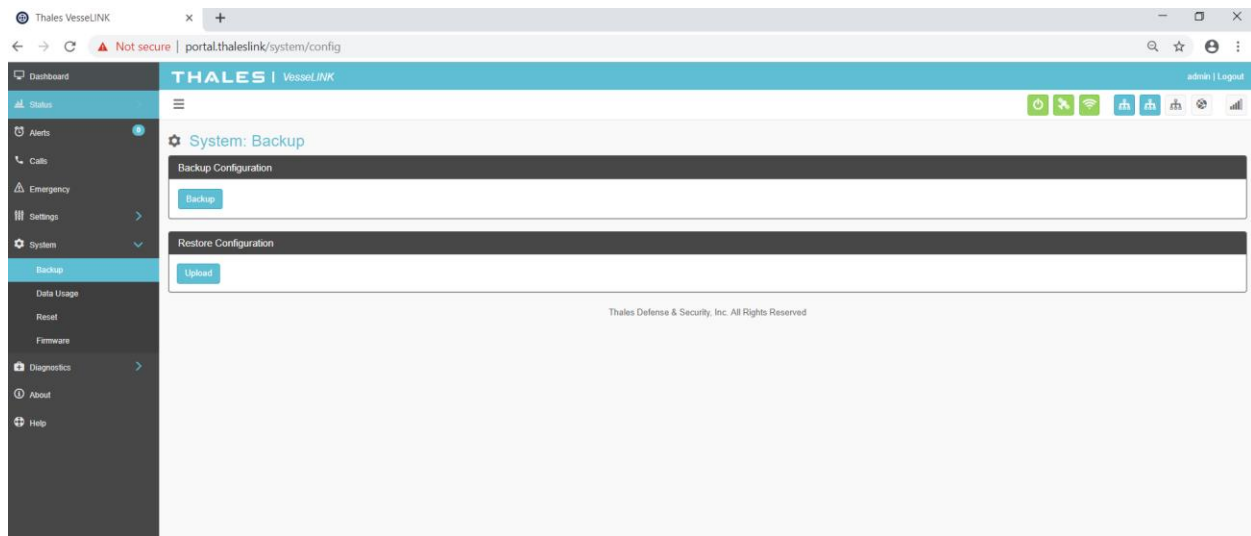 Thales VesseLINK
Not secure | portal.thaleslink/system/config
Dashboard
THALES | VesseLINK
admin | Logout
Status
Alerts
0
System: Backup
Calls
Backup Configuration
Emergency
Backup
Settings
System
Restore Configuration
Backup
Upload
Data Usage
Reset
Thales Defense & Security, Inc. All Rights Reserved
Firmware
Diagnostics
About
Help